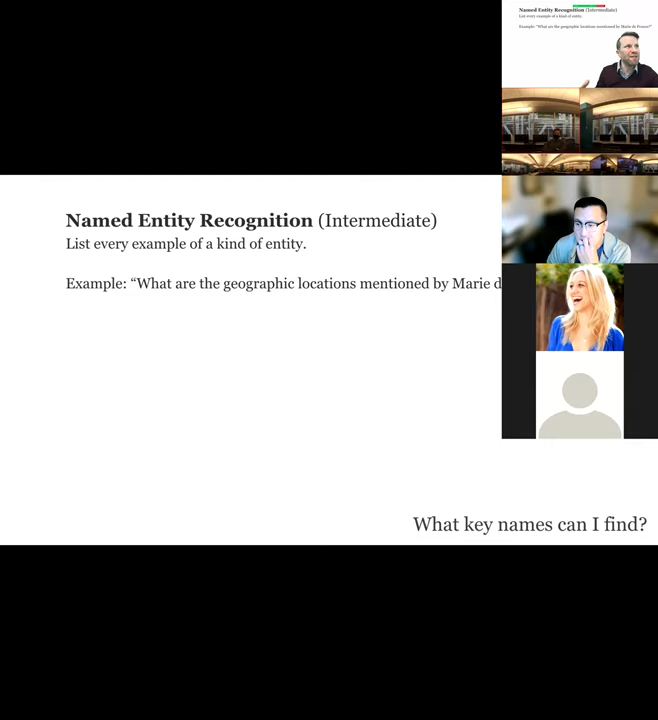 Named Entity Recognition (Intermediate)
List every example of a kind of entity.
Example: “What are the geographic locations mentioned by Marie d
What key names can I find?
Named Entity Recognition (Intermediate)
List every example of a kind of entity.
Example: “What are the geographic locations mentioned by Marie de France?”